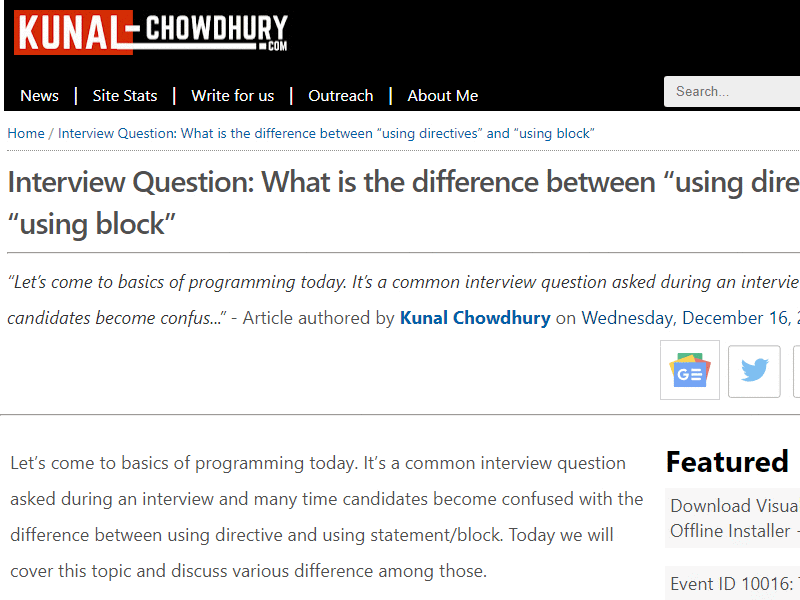 KUNAL-CHOWDHURY
.COM
News | Site Stats | Write for us | Outreach | About Me
Search...
Home / Interview Question: What is the difference between “using directives” and “using block”
Interview Question: What is the difference between “using dire
“using block”
“Let’s come to basics of programming today. It’s a common interview question asked during an intervie
candidates become confus...” - Article authored by Kunal Chowdhury on Wednesday, December 16, 2
GE
Let’s come to basics of programming today. It’s a common interview question
asked during an interview and many time candidates become confused with the
difference between using directive and using statement/block. Today we will
cover this topic and discuss various difference among those.
Featured
Download Visua
Offline Installer -
Event ID 10016: T